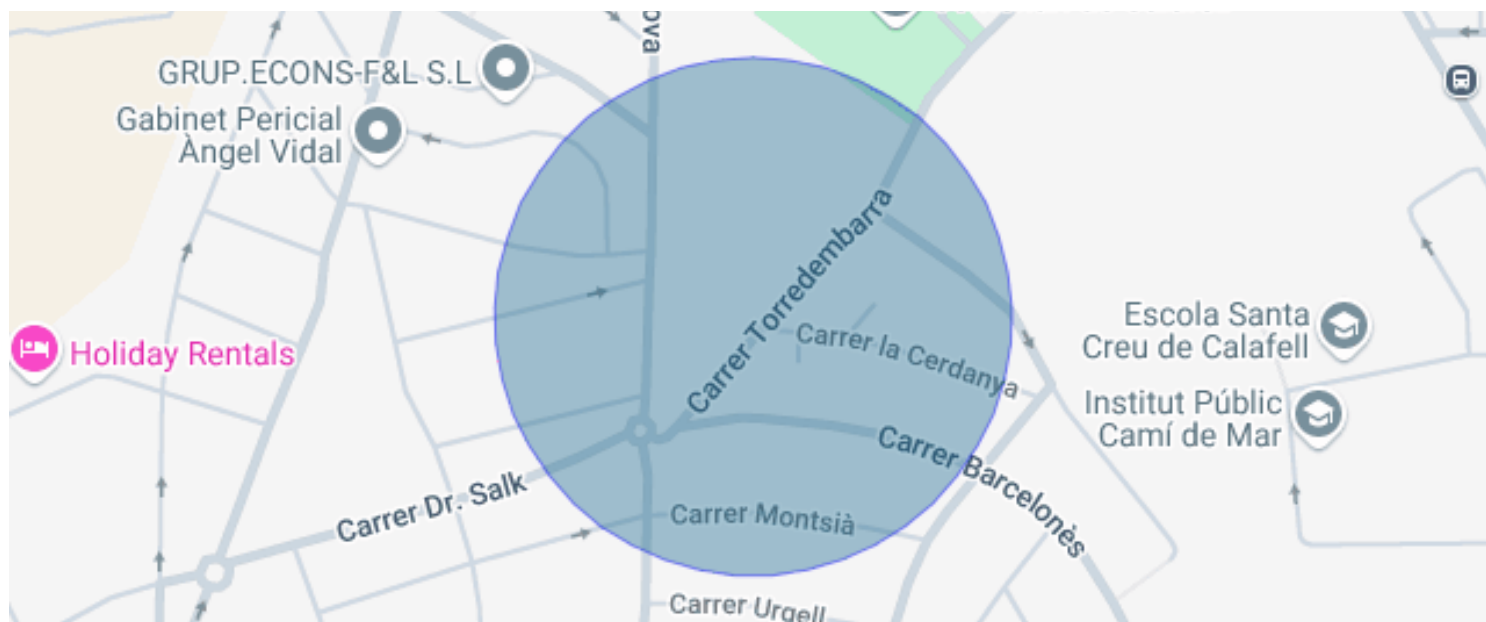 ova
GRUP.ECONS-F&L S.L
Gabinet Pericial
Àngel Vidal
Holiday Rentals
Carrer Torredembarra
Carrer la Cerdanya
Escola Santa
Creu de Calafell
Institut Públic
Camí de Mar
Carrer Barcelonès
Carrer Dr. Salk
Carrer Montsià
Carrer Urgell